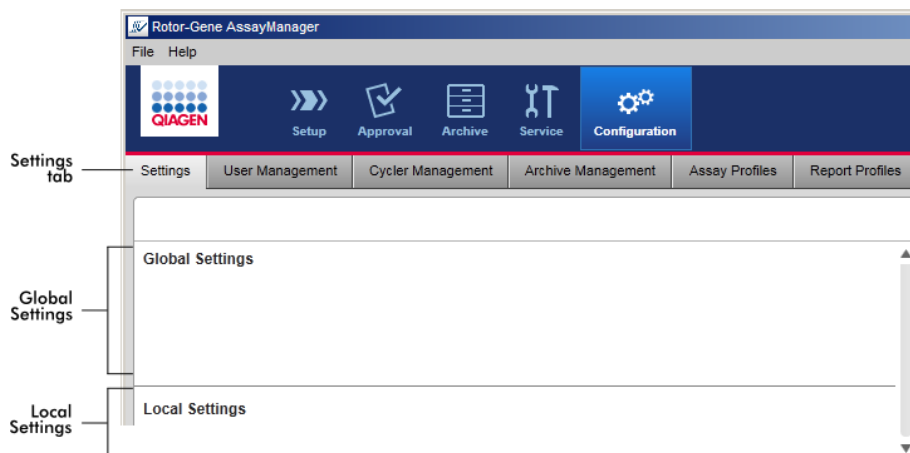 Rotor-Gene AssayManager
File Help
QIAGEN
Setup Approval Archive Service Configuration
Settings
tab
Settings User Management Cycler Management Archive Management Assay Profiles Report Profiles
Global Settings
Global
Settings
Local Settings
Local
Settings